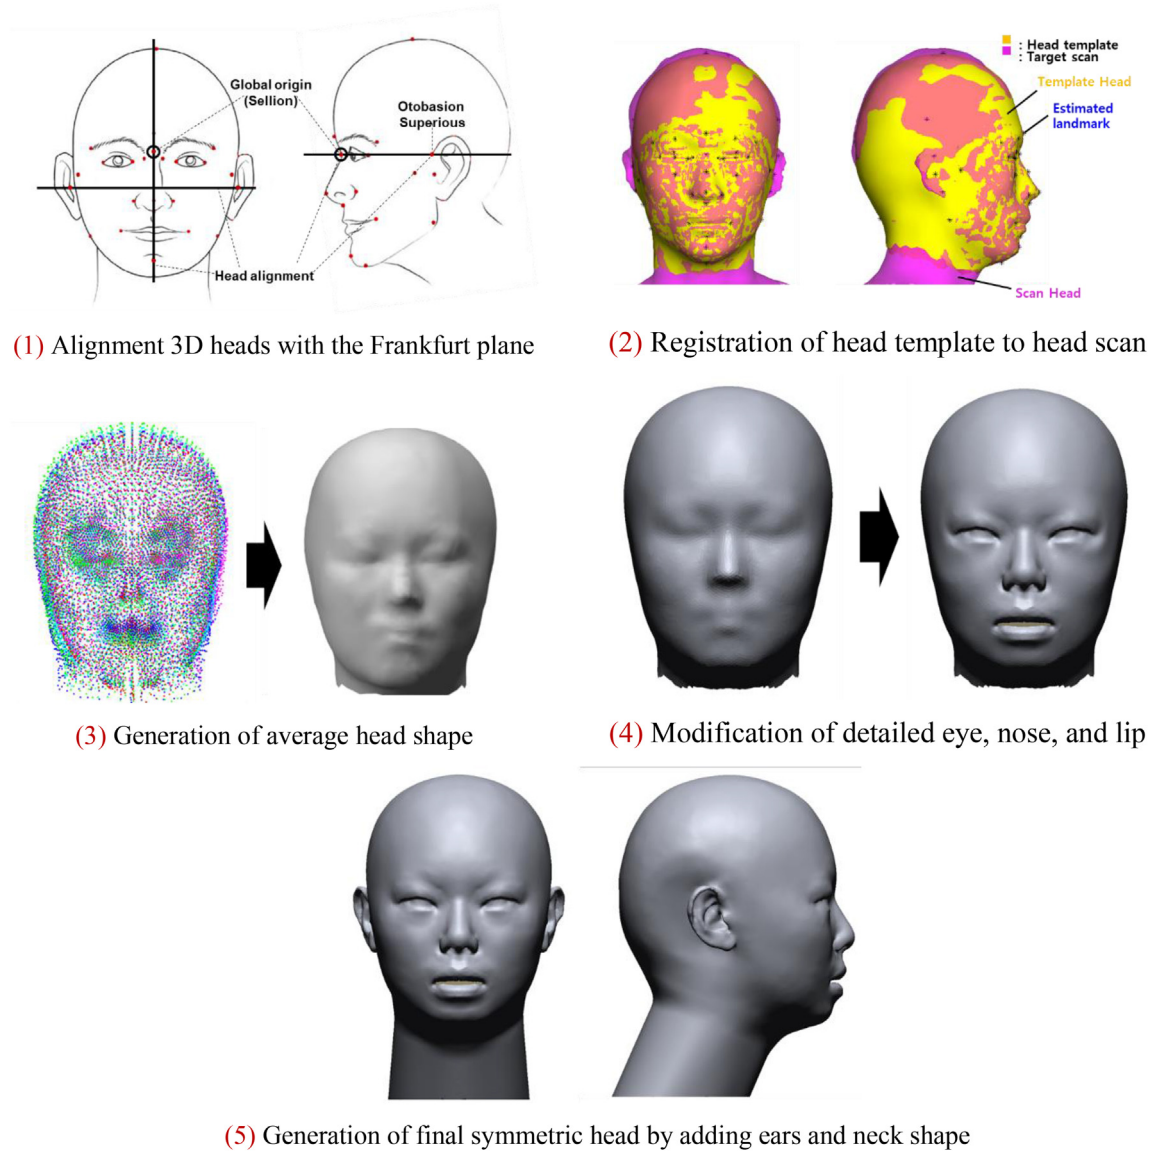 Global origin
(Sellion)
Otobasion
Superious
Head alignment
(1) Alignment 3D heads with the Frankfurt plane
: Head template
: Target scan
Template Head
Estimated
landmark
Scan Head
(2) Registration of head template to head scan
(3) Generation of average head shape
(4) Modification of detailed eye, nose, and lip
(5) Generation of final symmetric head by adding ears and neck shape